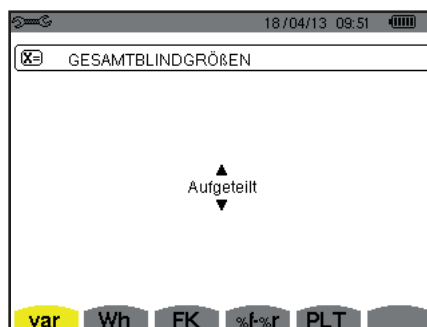 18/04/13 09:51
X= GESAMTBLINDGRÖßEN
Aufgeteilt
var Wh FK %f-%r PLT